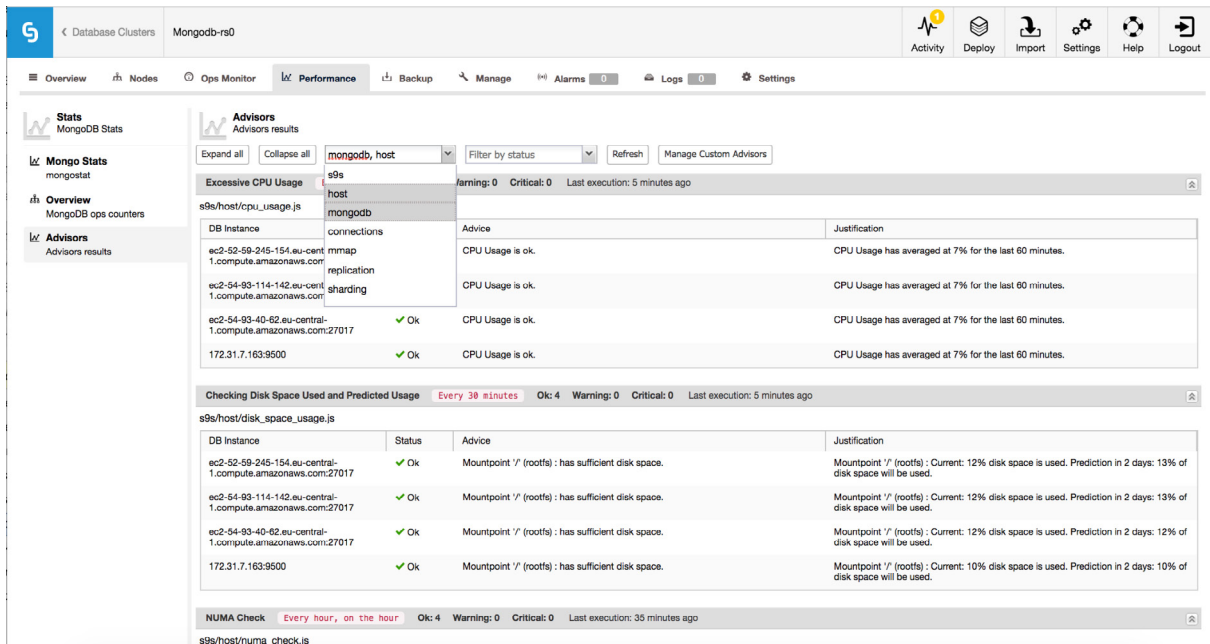 1
Database Clusters Mongodb-rs0
Activity Deploy Import Settings Help Logout
Overview Nodes Ops Monitor Performance Backup Manage Alarms 0 Logs 0 Settings
Stats
MongoDB Stats
Mongo Stats
mongostat
Overview
MongoDB ops counters
Advisors
Advisors results
Advisors
Advisors results
Expand all Collapse all mongodb, host Filter by status Refresh Manage Custom Advisors
s9s
host
mongodb
connections
mmap
replication
sharding
Excessive CPU Usage Warning: 0 Critical: 0 Last execution: 5 minutes ago
s9s/host/cpu_usage.js
DB Instance Advice Justification
ec2-52-59-245-154.eu-cent CPU Usage is ok. CPU Usage has averaged at 7% for the last 60 minutes.
1.compute.amazonaws.com
ec2-54-93-114-142.eu-cent CPU Usage is ok. CPU Usage has averaged at 7% for the last 60 minutes.
1.compute.amazonaws.com
ec2-54-93-40-62.eu-central- Ok CPU Usage is ok. CPU Usage has averaged at 7% for the last 60 minutes.
1.compute.amazonaws.com:27017
172.31.7.163:9500 Ok CPU Usage is ok. CPU Usage has averaged at 7% for the last 60 minutes.
Checking Disk Space Used and Predicted Usage Every 30 minutes Ok: 4 Warning: 0 Critical: 0 Last execution: 5 minutes ago
s9s/host/disk_space_usage.js
DB Instance Status Advice Justification
ec2-52-59-245-154.eu-central- Ok Mountpoint '/' (rootfs) : has sufficient disk space. Mountpoint '/' (rootfs) : Current: 12% disk space is used. Prediction in 2 days: 13% of
1.compute.amazonaws.com:27017 disk space will be used.
ec2-54-93-114-142.eu-central- Ok Mountpoint '/' (rootfs) : has sufficient disk space. Mountpoint '/' (rootfs) : Current: 12% disk space is used. Prediction in 2 days: 13% of
1.compute.amazonaws.com:27017 disk space will be used.
ec2-54-93-40-62.eu-central- Ok Mountpoint '/' (rootfs) : has sufficient disk space. Mountpoint '/' (rootfs) : Current: 12% disk space is used. Prediction in 2 days: 12% of
1.compute.amazonaws.com:27017 disk space will be used.
172.31.7.163:9500 Ok Mountpoint '/' (rootfs) : has sufficient disk space. Mountpoint '/' (rootfs) : Current: 10% disk space is used. Prediction in 2 days: 10% of
disk space will be used.
NUMA Check Every hour, on the hour Ok: 4 Warning: 0 Critical: 0 Last execution: 35 minutes ago
s9s/host/numa_check.js